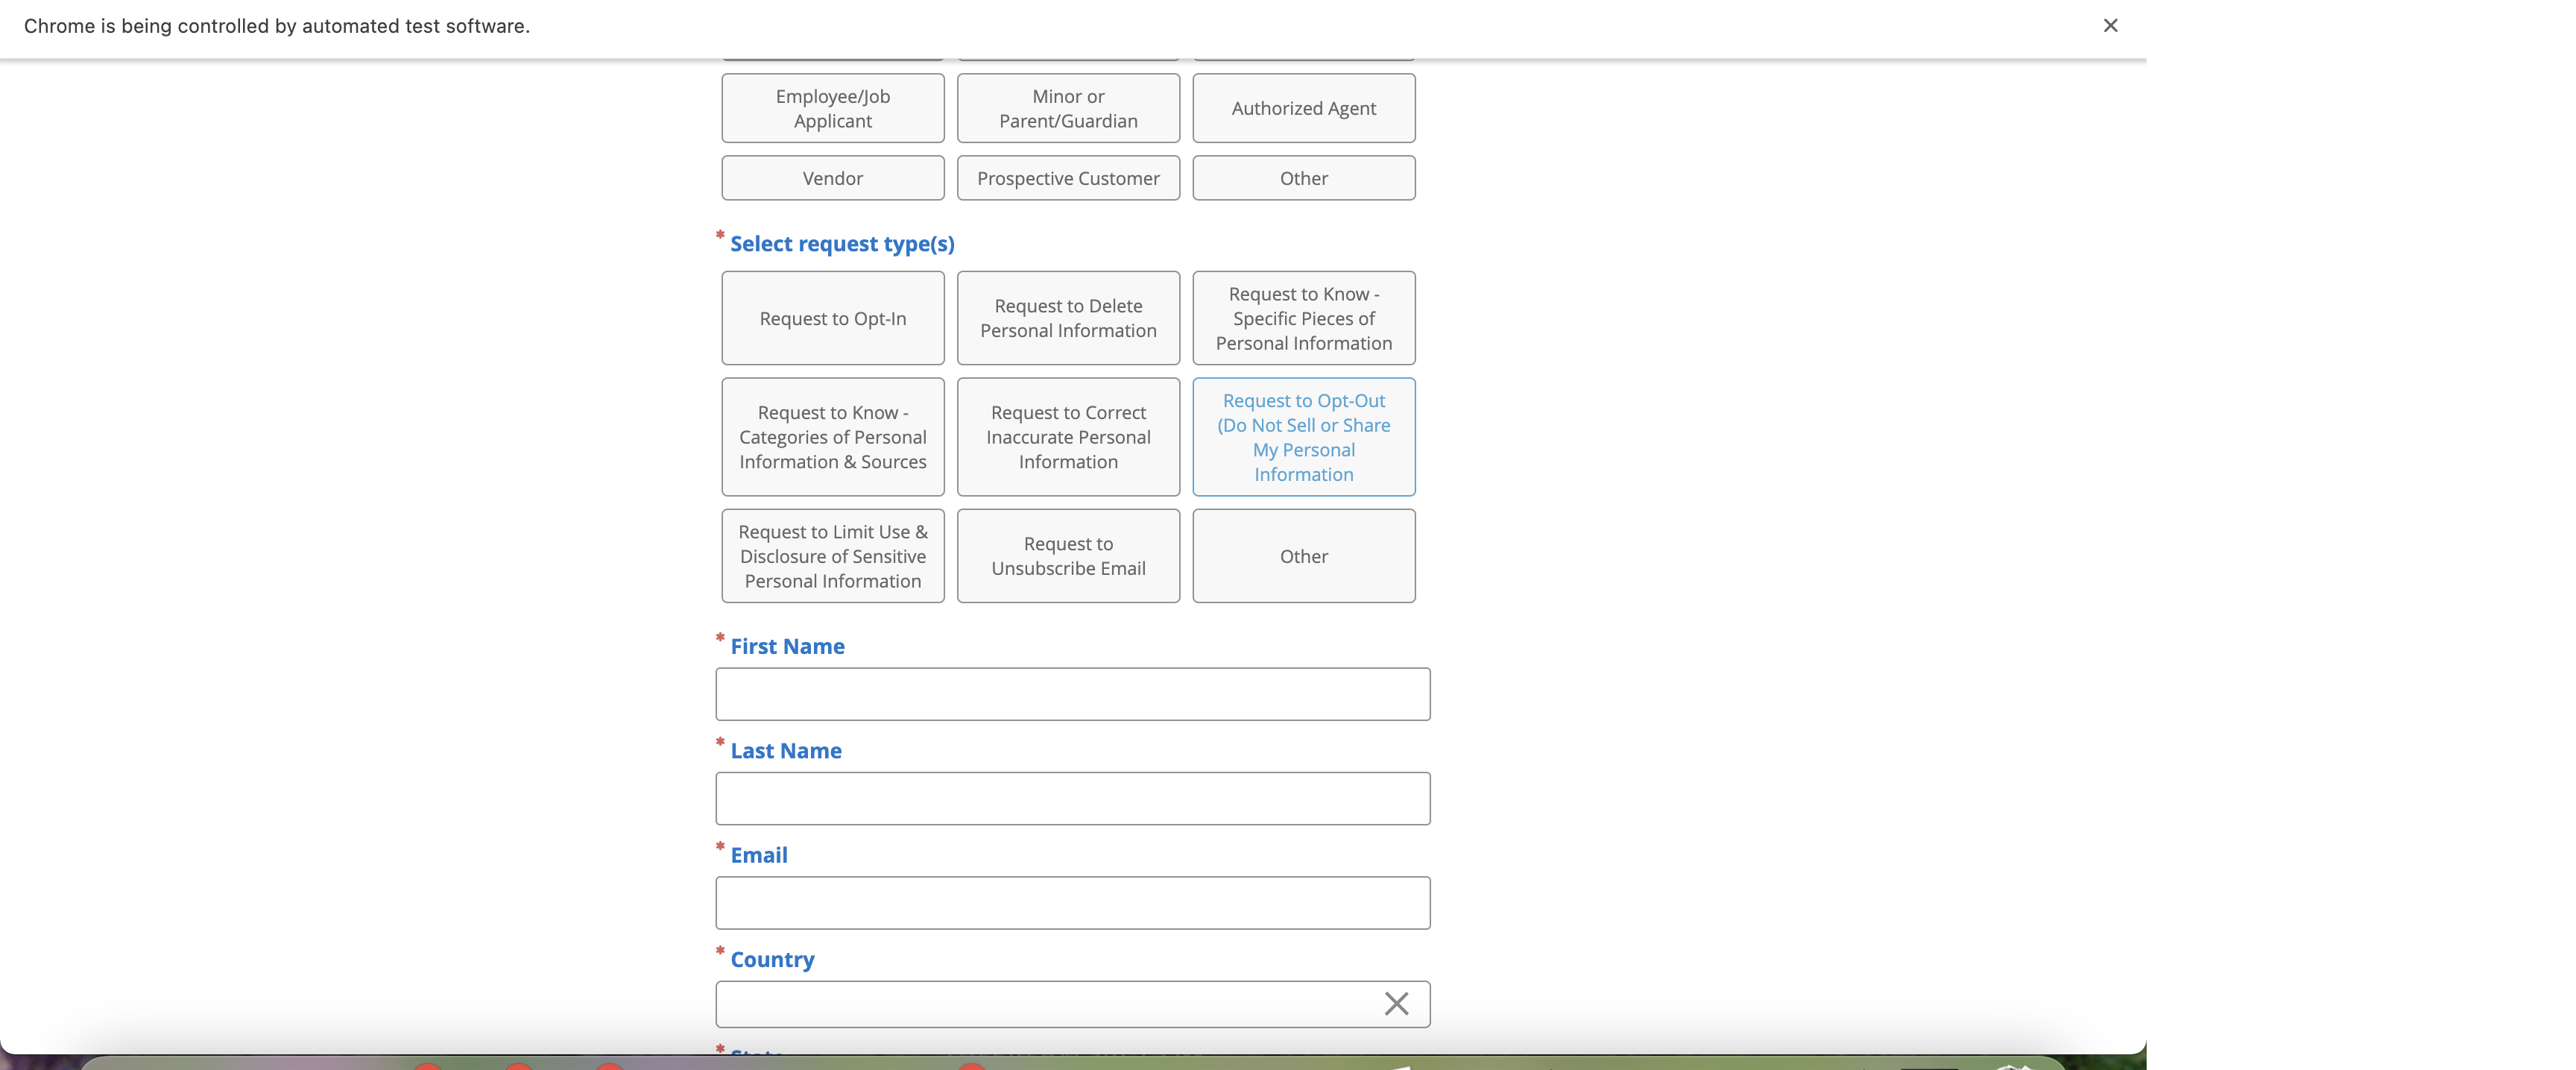 Chrome is being controlled by automated test software.
Employee/Job
Applicant
Minor or
Parent/Guardian
Authorized Agent
Vendor
Prospective Customer
Other
* Select request type(s)
Request to Opt-In
Request to Delete
Personal Information
Request to Know -
Specific Pieces of
Personal Information
Request to Know -
Categories of Personal
Information & Sources
Request to Correct
Inaccurate Personal
Information
Request to Opt-Out
(Do Not Sell or Share
My Personal
Information
Request to Limit Use &
Disclosure of Sensitive
Personal Information
Request to
Unsubscribe Email
Other
* First Name
* Last Name
* Email
* Country
* State